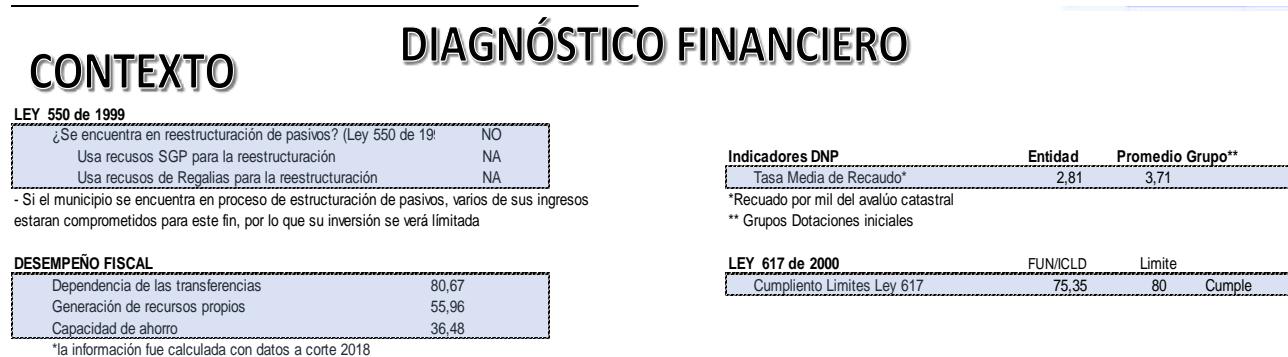 DIAGNÓSTICO FINANCIERO
CONTEXTO
LEY 550 de 1999
¿Se encuentra en reestructuración de pasivos? (Ley 550 de 19 NO
Usa recusos SGP para la reestructuración NA
Usa recusos de Regalias para la reestructuración NA
- Si el municipio se encuentra en proceso de estructuración de pasivos, varios de sus ingresos
estaran comprometidos para este fin, por lo que su inversión se verá límitada
Indicadores DNP Entidad Promedio Grupo**
Tasa Media de Recaudo* 2,81 3,71
*Recuado por mil del avalúo catastral
** Grupos Dotaciones iniciales
DESEMPEÑO FISCAL
Dependencia de las transferencias 80,67
Generación de recursos propios 55,96
Capacidad de ahorro 36,48
*la información fue calculada con datos a corte 2018
LEY 617 de 2000 FUN/ICLD Limite
Cumpliento Limites Ley 617 75,35 80 Cumple